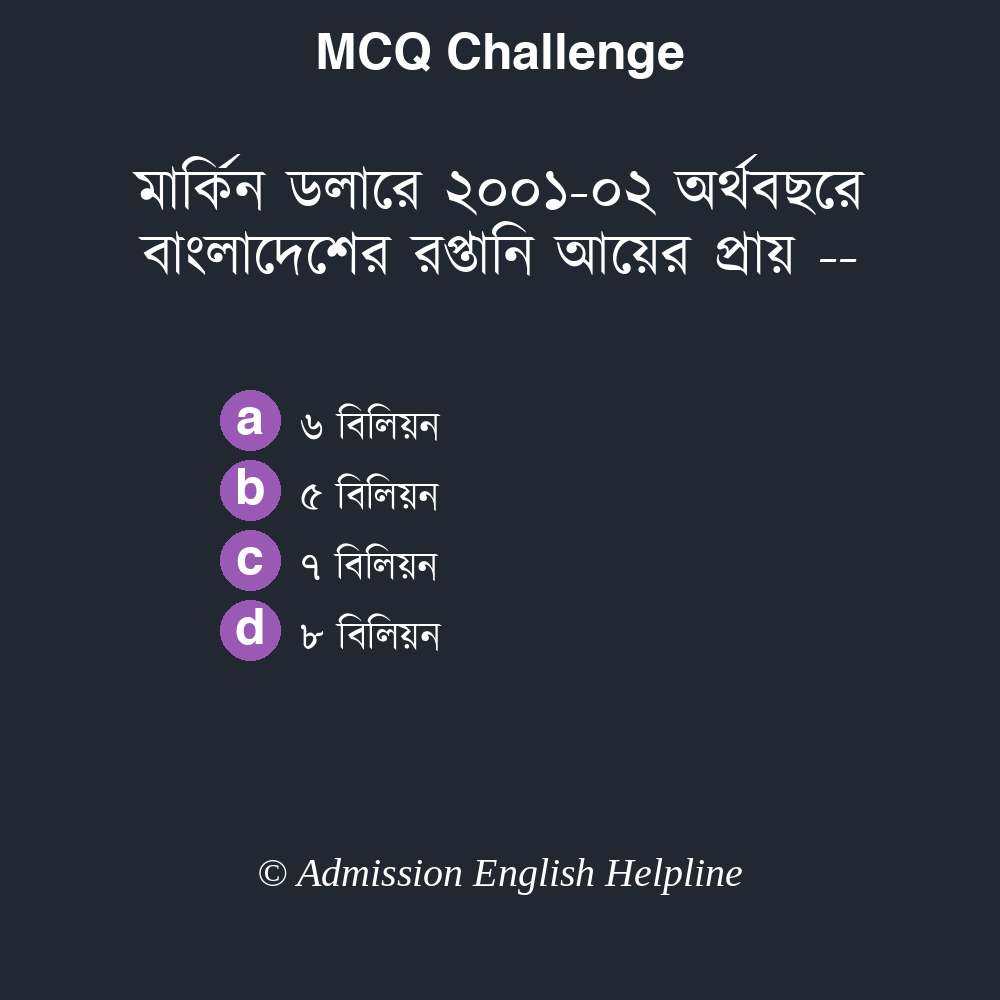 MCQ Challenge
মার্কিন ডলারে ২০০১-০২ অর্থবছরে
বাংলাদেশের রপ্তানি আয়ের প্রায় --
a ৬ বিলিয়ন
b ৫ বিলিয়ন
c ৭ বিলিয়ন
d ৮ বিলিয়ন
© Admission English Helpline